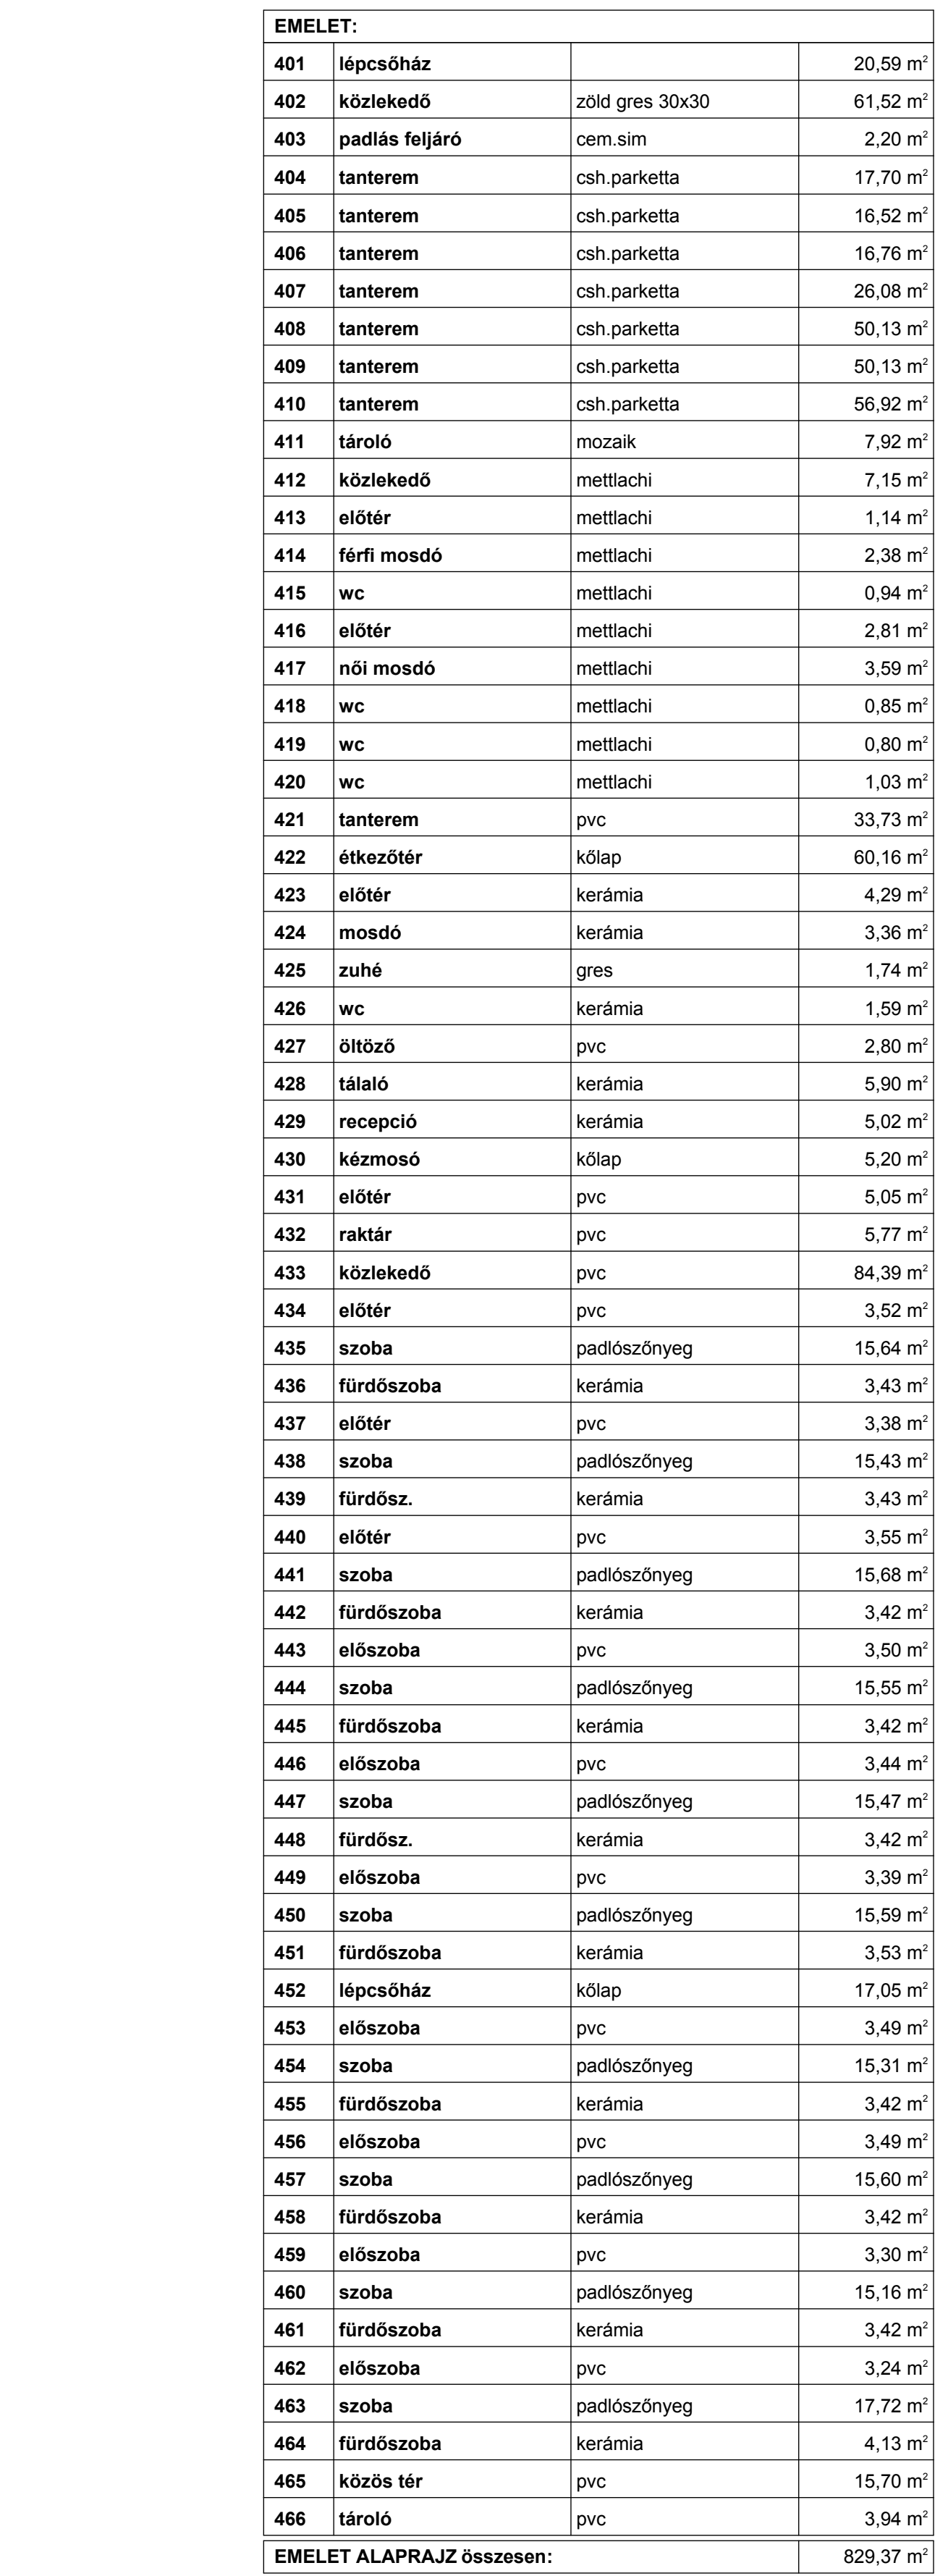 EMELET:
401 lépcsőház 20,59 m²
402 közlekedő zöld gres 30x30 61,52 m²
403 padlás feljáró cem.sim 2,20 m²
404 tanterem csh.parketta 17,70 m²
405 tanterem csh.parketta 16,52 m²
406 tanterem csh.parketta 16,76 m²
407 tanterem csh.parketta 26,08 m²
408 tanterem csh.parketta 50,13 m²
409 tanterem csh.parketta 50,13 m²
410 tanterem csh.parketta 56,92 m²
411 tároló mozaik 7,92 m²
412 közlekedő mettlachi 7,15 m²
413 előtér mettlachi 1,14 m²
414 férfi mosdó mettlachi 2,38 m²
415 wc mettlachi 0,94 m²
416 előtér mettlachi 2,81 m²
417 női mosdó mettlachi 3,59 m²
418 wc mettlachi 0,85 m²
419 wc mettlachi 0,80 m²
420 wc mettlachi 1,03 m²
421 tanterem pvc 33,73 m²
422 étkezőtér kőlap 60,16 m²
423 előtér kerámia 4,29 m²
424 mosdó kerámia 3,36 m²
425 zuhé gres 1,74 m²
426 wc kerámia 1,59 m²
427 öltöző pvc 2,80 m²
428 tálaló kerámia 5,90 m²
429 recepció kerámia 5,02 m²
430 kézmosó kőlap 5,20 m²
431 előtér pvc 5,05 m²
432 raktár pvc 5,77 m²
433 közlekedő pvc 84,39 m²
434 előtér pvc 3,52 m²
435 szoba padlószőnyeg 15,64 m²
436 fürdőszoba kerámia 3,43 m²
437 előtér pvc 3,38 m²
438 szoba padlószőnyeg 15,43 m²
439 fürdősz. kerámia 3,43 m²
440 előtér pvc 3,55 m²
441 szoba padlószőnyeg 15,68 m²
442 fürdőszoba kerámia 3,42 m²
443 előszoba pvc 3,50 m²
444 szoba padlószőnyeg 15,55 m²
445 fürdőszoba kerámia 3,42 m²
446 előszoba pvc 3,44 m²
447 szoba padlószőnyeg 15,47 m²
448 fürdősz. kerámia 3,42 m²
449 előszoba pvc 3,39 m²
450 szoba padlószőnyeg 15,59 m²
451 fürdőszoba kerámia 3,53 m²
452 lépcsőház kőlap 17,05 m²
453 előszoba pvc 3,49 m²
454 szoba padlószőnyeg 15,31 m²
455 fürdőszoba kerámia 3,42 m²
456 előszoba pvc 3,49 m²
457 szoba padlószőnyeg 15,60 m²
458 fürdőszoba kerámia 3,42 m²
459 előszoba pvc 3,30 m²
460 szoba padlószőnyeg 15,16 m²
461 fürdőszoba kerámia 3,42 m²
462 előszoba pvc 3,24 m²
463 szoba padlószőnyeg 17,72 m²
464 fürdőszoba kerámia 4,13 m²
465 közös tér pvc 15,70 m²
466 tároló pvc 3,94 m²
EMELET ALAPRAJZ összesen: 829,37 m²